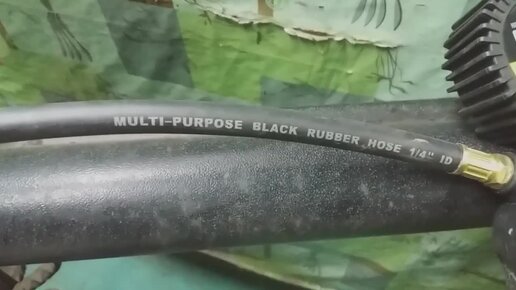 MULTI-PURPOSE BLACK RUBBER HOSE 1/4" ID